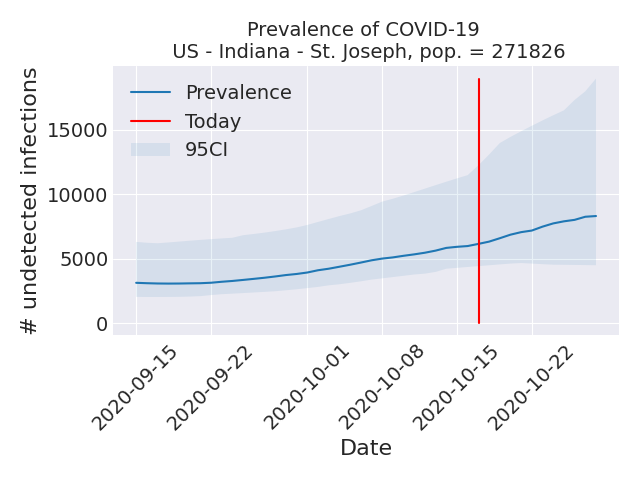 Prevalence of COVID-19
US - Indiana - St. Joseph, pop. = 271826
Prevalence
Today
95CI
# undetected infections
15000
10000
5000
0
2020-09-15
2020-09-22
2020-10-01
2020-10-08
2020-10-15
2020-10-22
Date